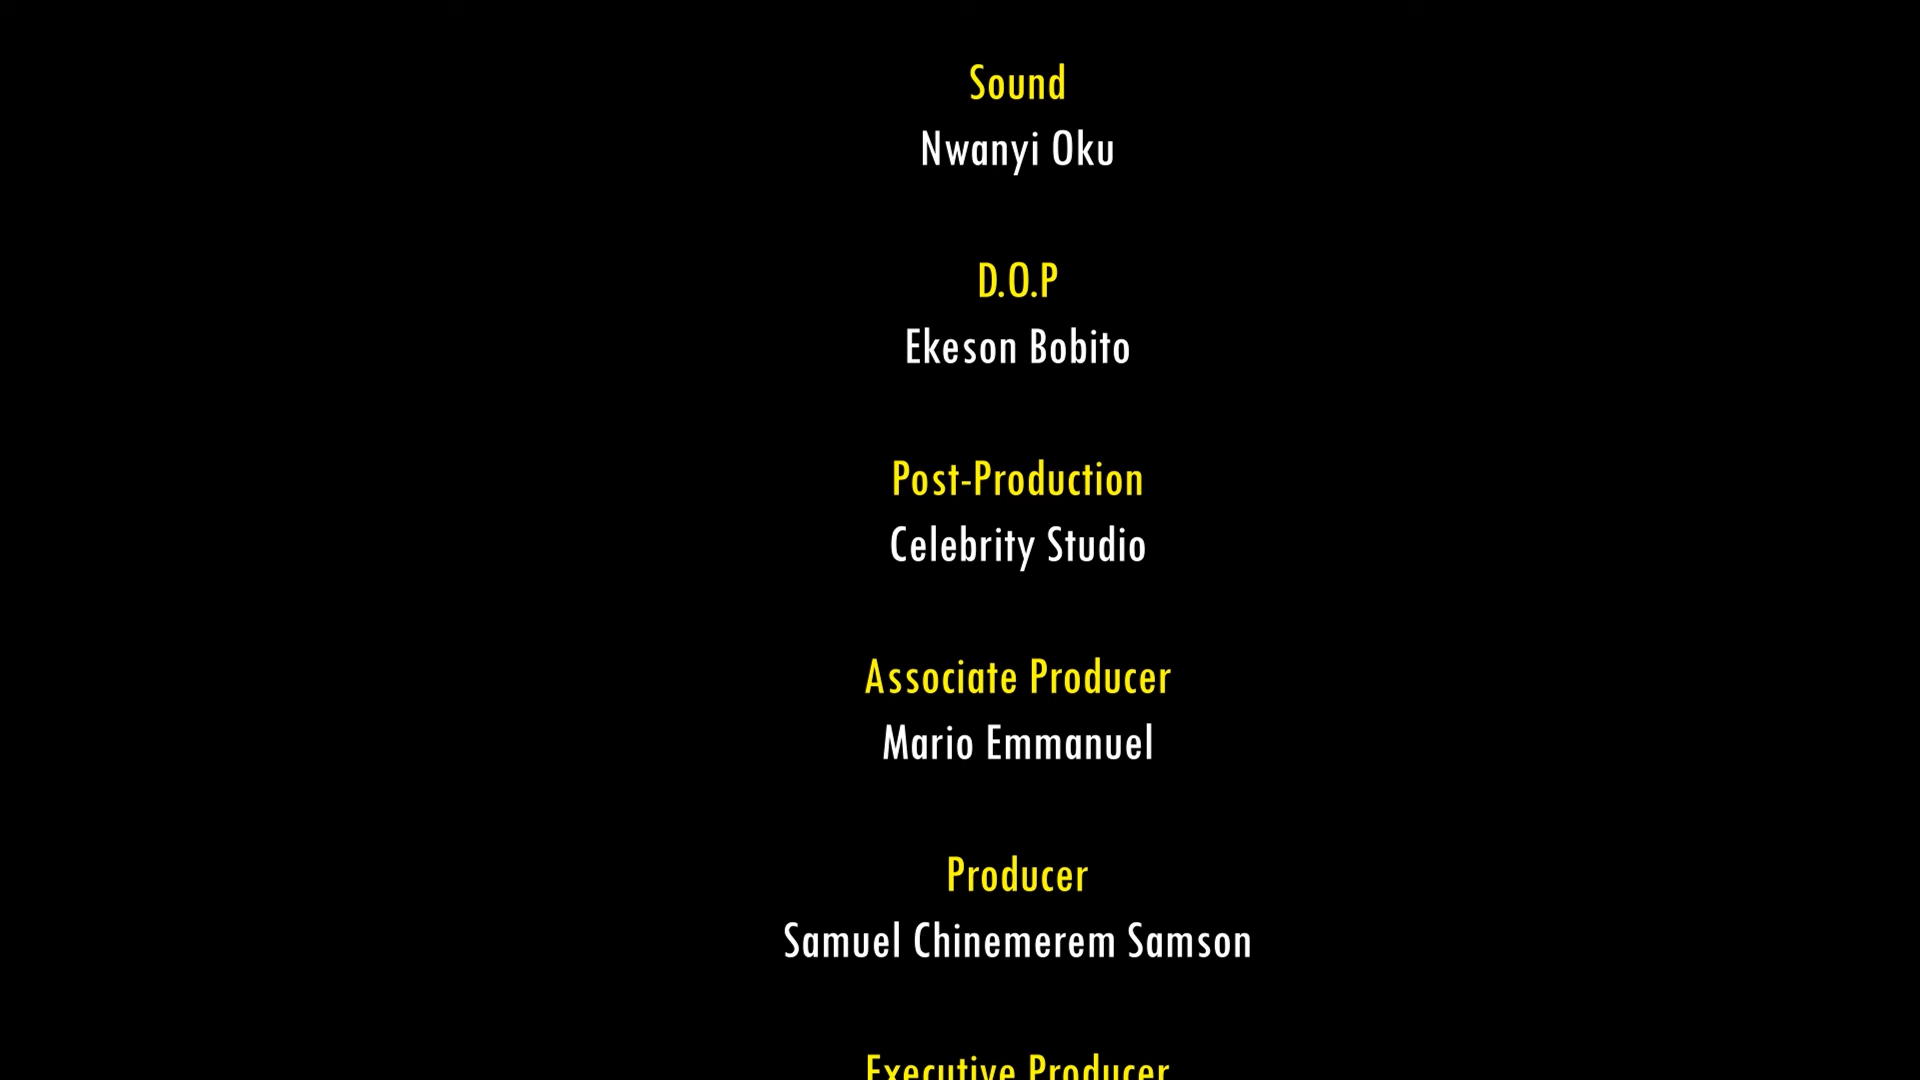 Sound
Nwanyi Oku
D.O.P
Ekeson Bobito
Post-Production
Celebrity Studio
Associate Producer
Mario Emmanuel
Producer
Samuel Chinemerem Samson
Executive Producer